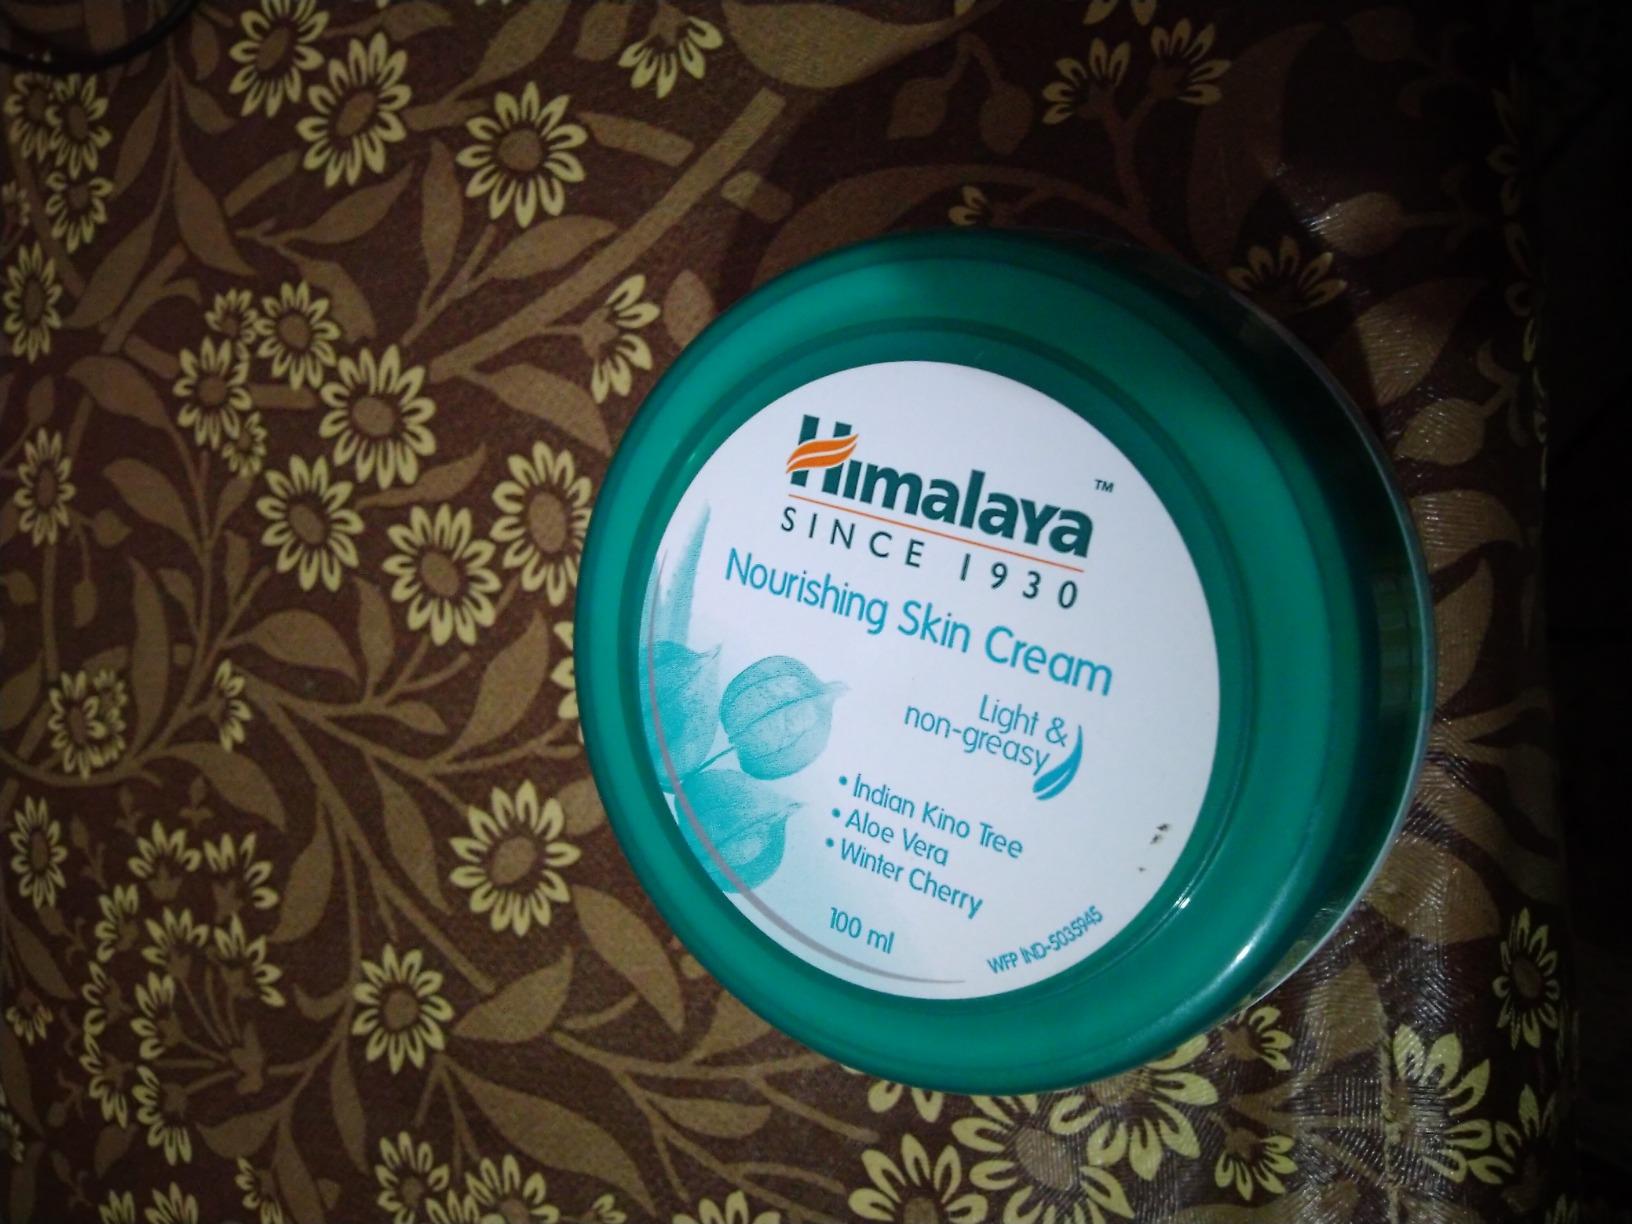 Himalaya™
SINCE 1930
Nourishing Skin Cream
Light &
non-greasy
• Indian Kino Tree
• Aloe Vera
• Winter Cherry
100 ml
WFP IND-5035945